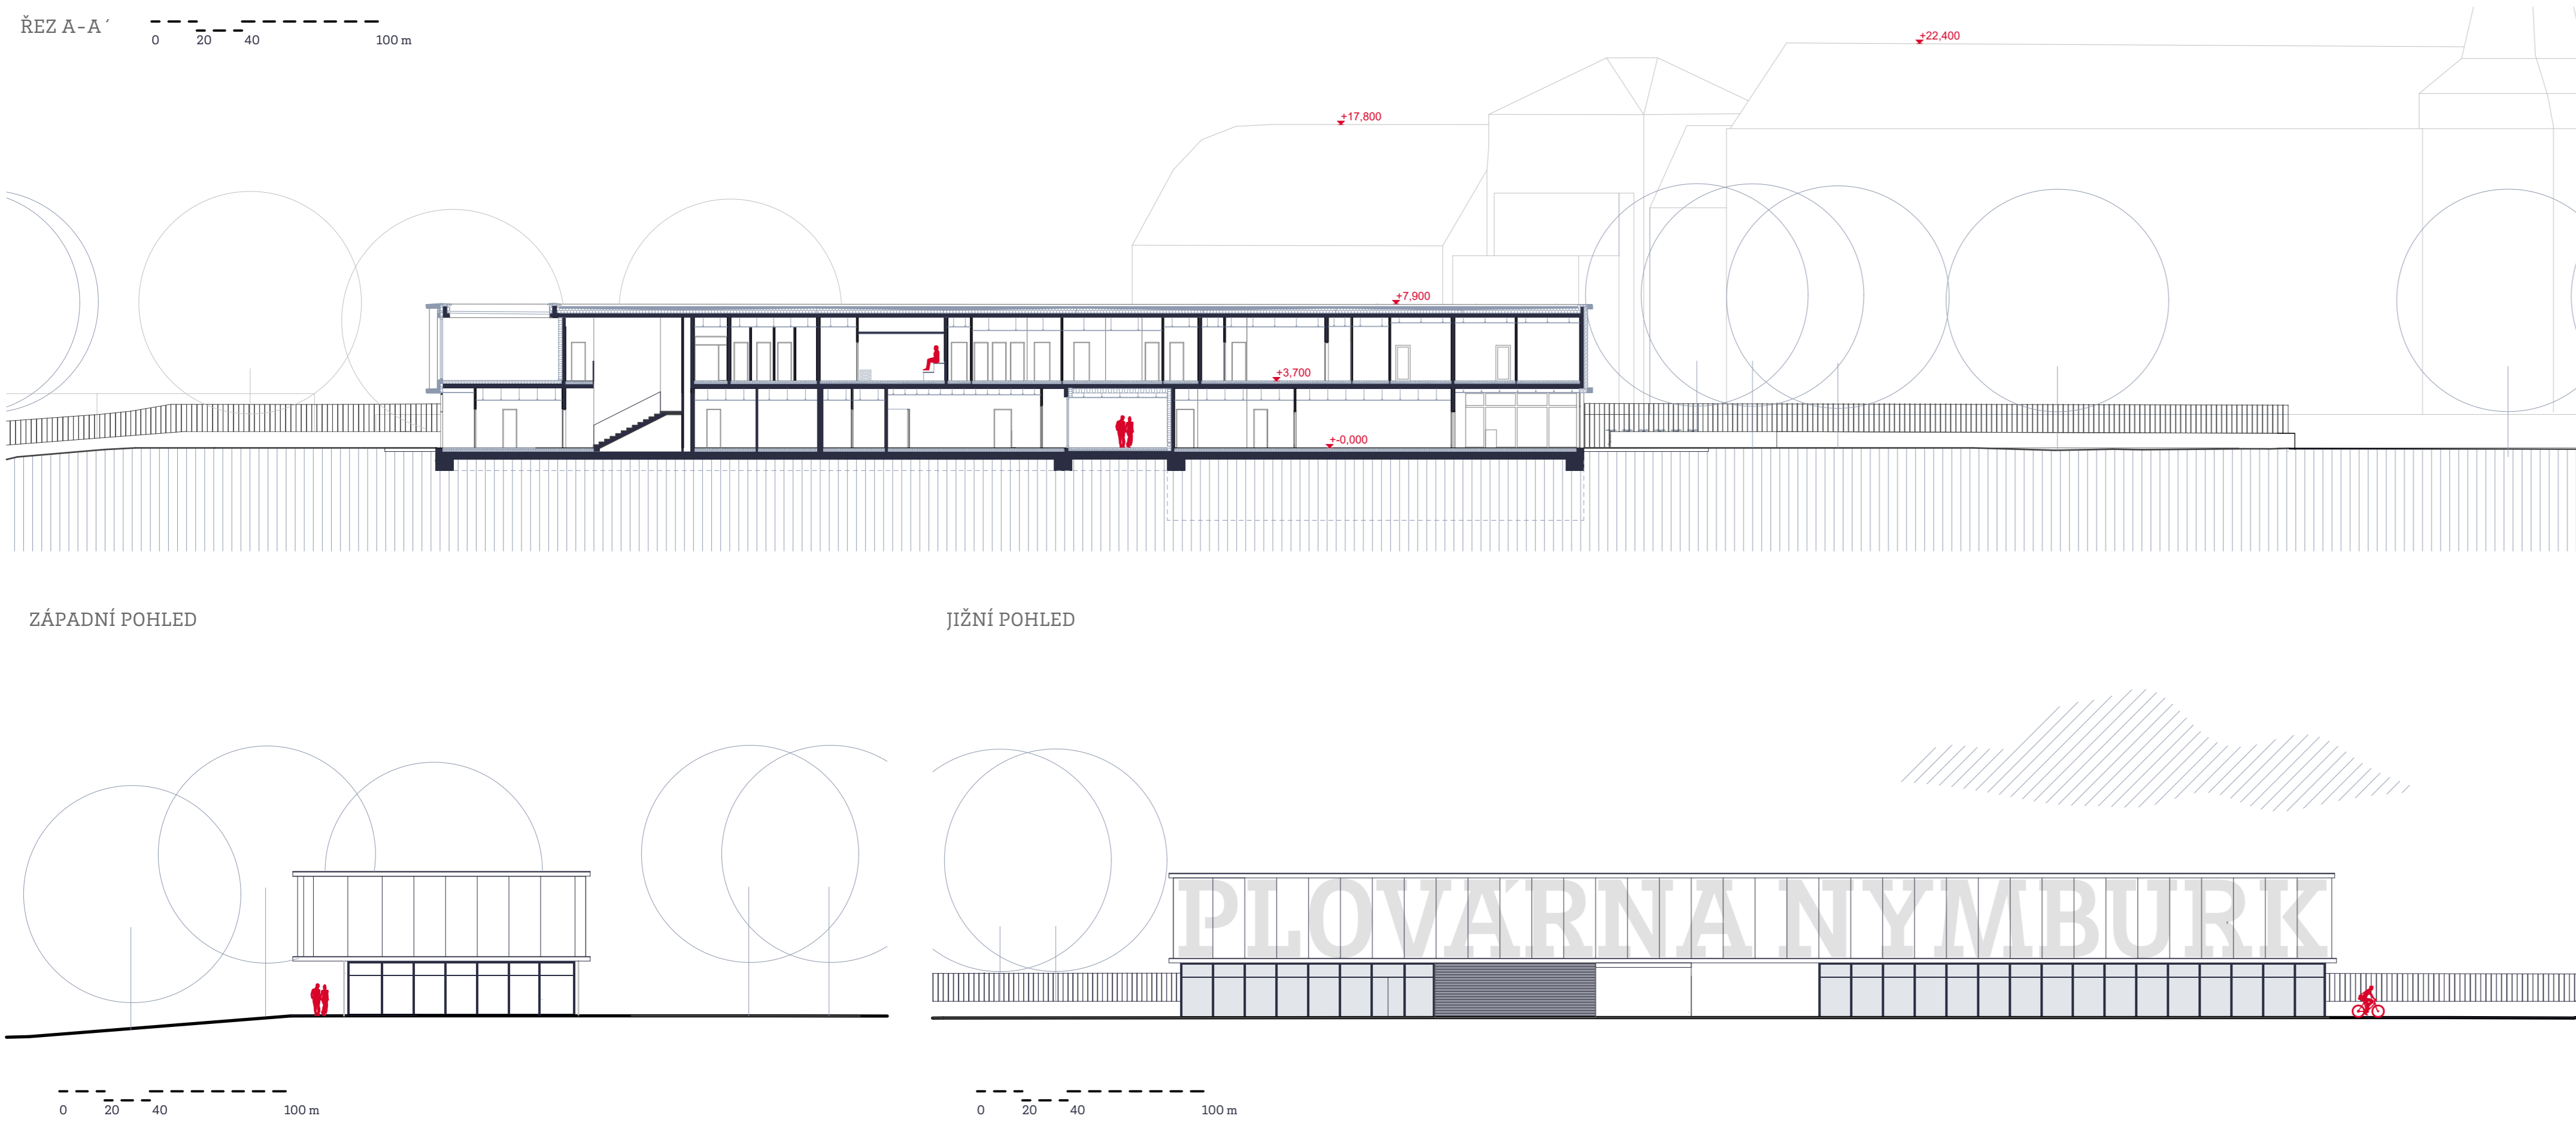 ŘEZ A-A´
0 20 40 100 m
+22,400
+17,800
+7,900
+3,700
+-0,000
ZÁPADNÍ POHLED
JIŽNÍ POHLED
PLOVÁRNA NYMBURK
0 20 40 100 m
0 20 40 100 m